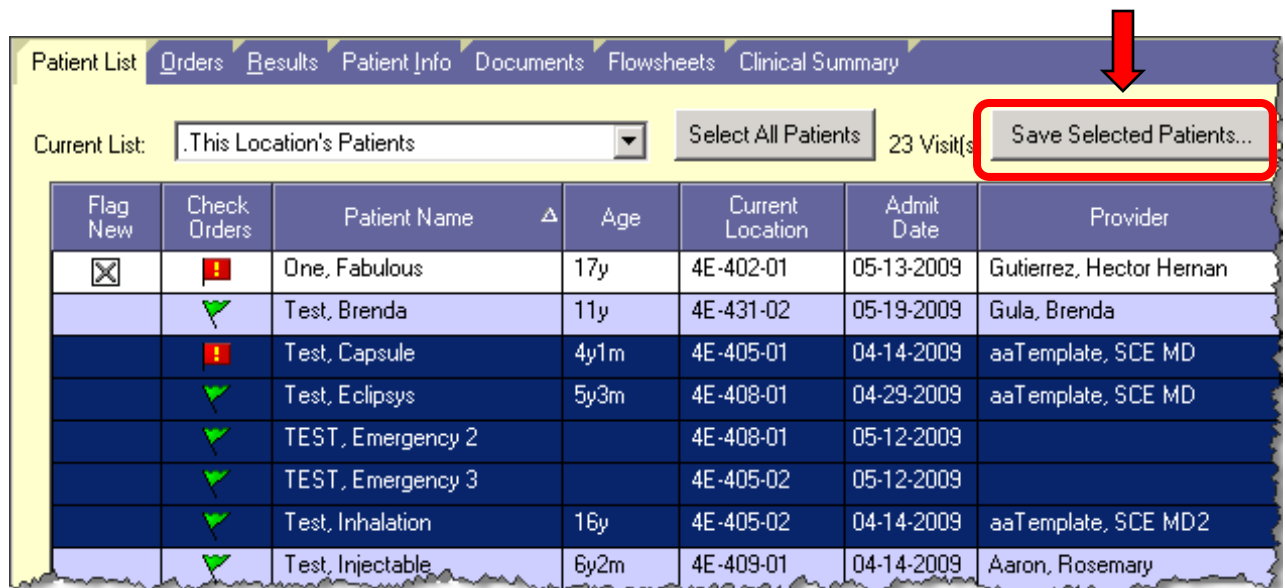 Patient List Orders Results Patient Info Documents Flowsheets Clinical Summary
Current List: .This Location's Patients Select All Patients 23 Visit(s Save Selected Patients...
Flag New Check Orders Patient Name Age Current Location Admit Date Provider
One, Fabulous 17y 4E-402-01 05-13-2009 Gutierrez, Hector Hernan
Test, Brenda 11y 4E-431-02 05-19-2009 Gula, Brenda
Test, Capsule 4y1m 4E-405-01 04-14-2009 aaTemplate, SCE MD
Test, Eclipsys 5y3m 4E-408-01 04-29-2009 aaTemplate, SCE MD
TEST, Emergency 2 4E-408-01 05-12-2009
TEST, Emergency 3 4E-405-02 05-12-2009
Test, Inhalation 16y 4E-405-02 04-14-2009 aaTemplate, SCE MD2
Test, Injectable 6y2m 4E-409-01 04-14-2009 Aaron, Rosemary